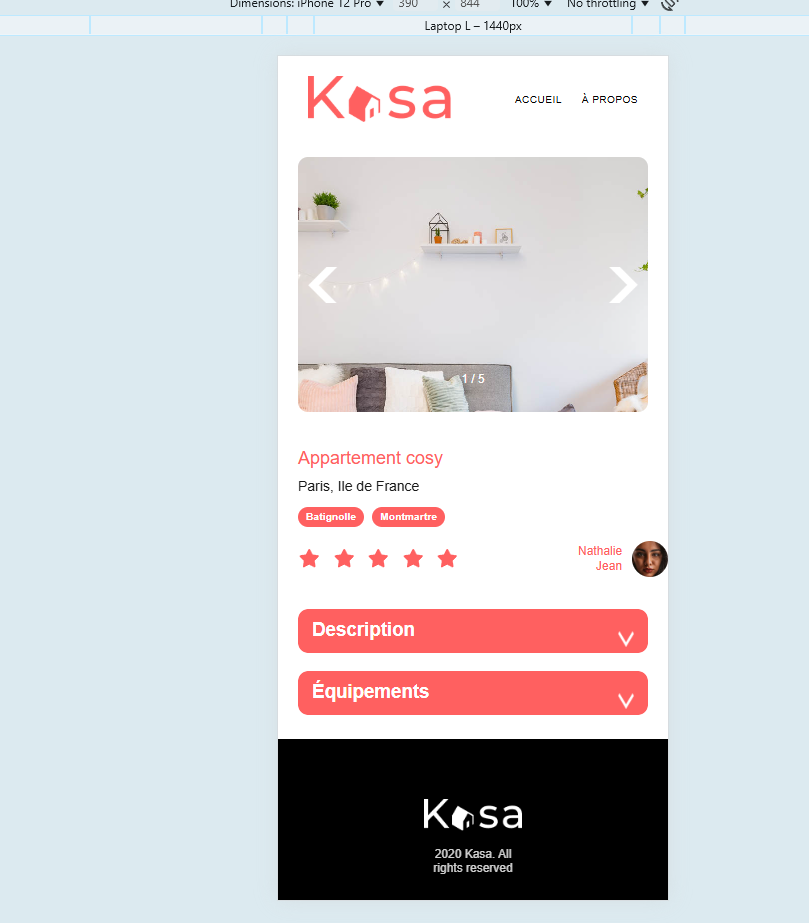 Dimensions: iPhone 12 Pro ▼ 390 × 844 100% ▼ No throttling ▼
Laptop L – 1440px
Kasa ACCUEIL À PROPOS
1 / 5
Appartement cosy
Paris, Ile de France
Batignolle Montmartre
Nathalie
Jean
Description
Équipements
Kasa
2020 Kasa. All
rights reserved